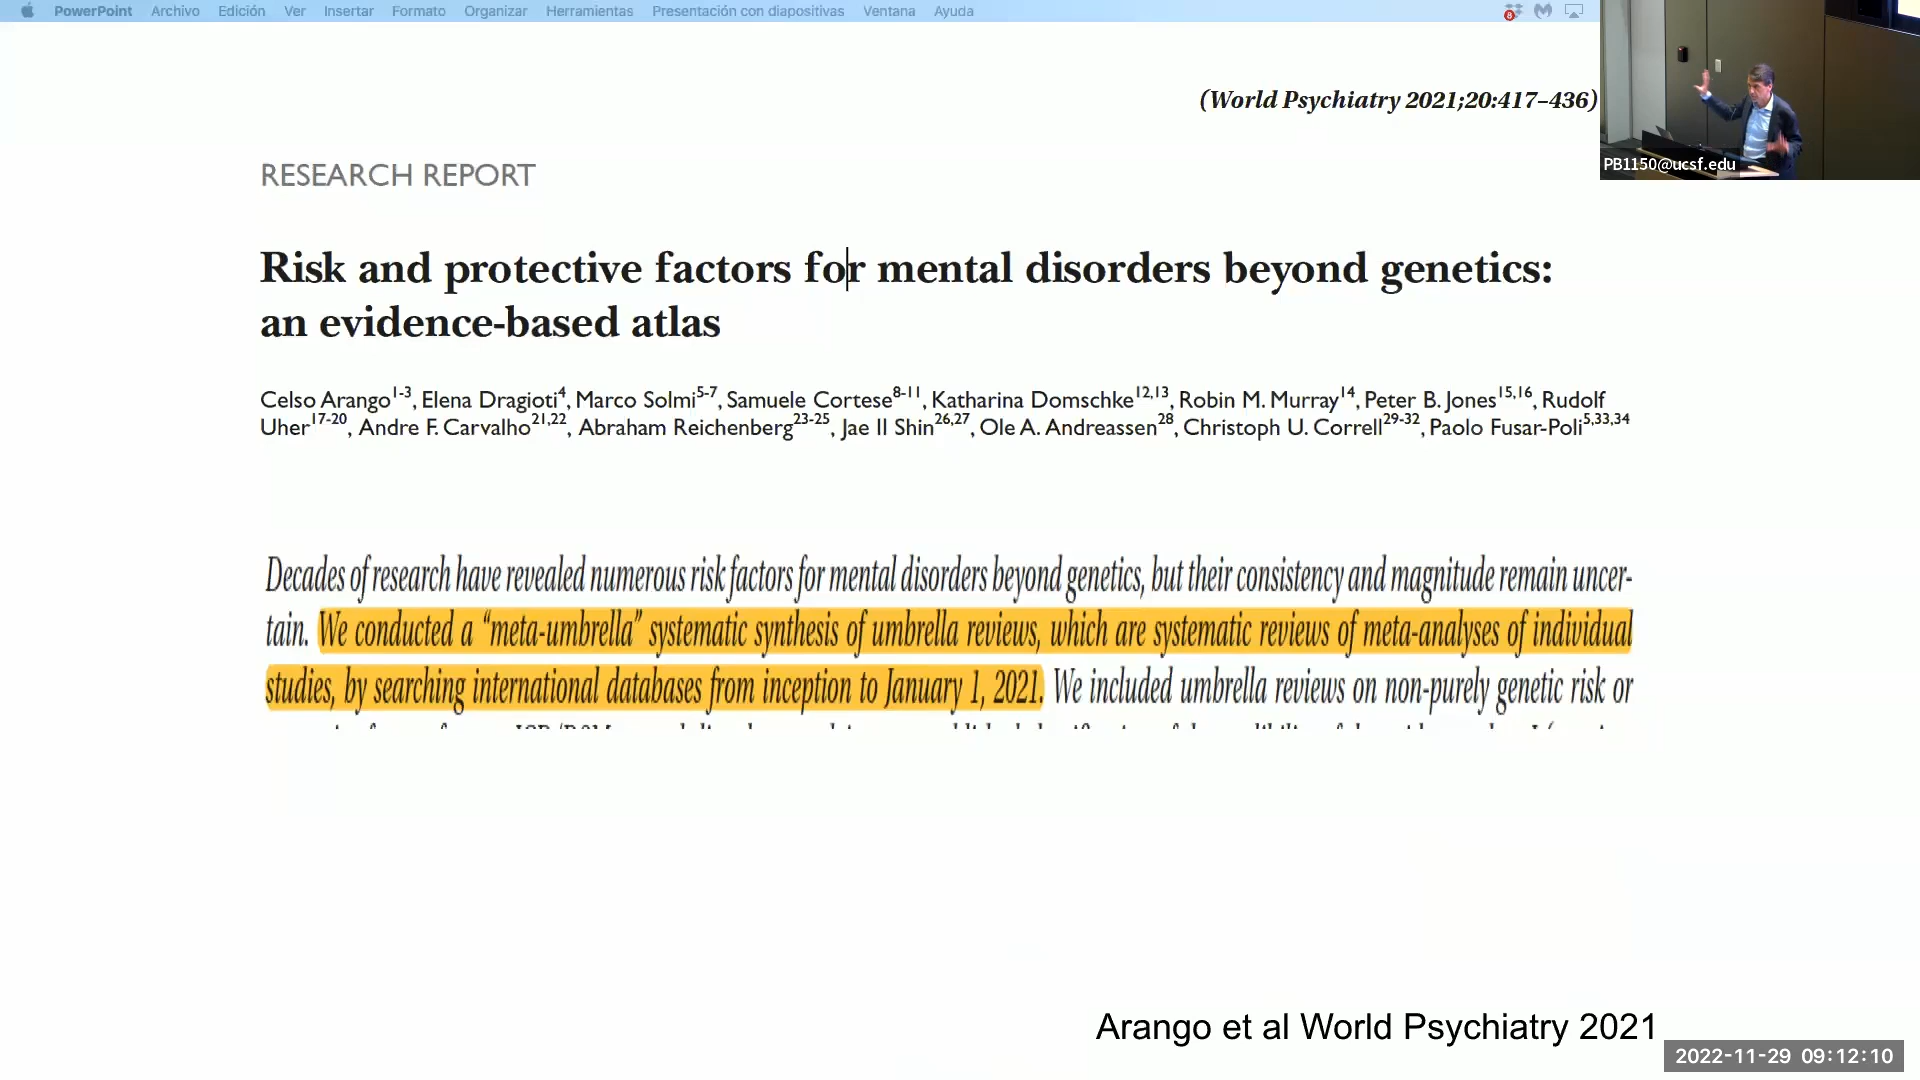 PowerPoint Archivo Edición Ver Insertar Formato Organizar Herramientas Presentación con diapositivas Ventana Ayuda
8
(World Psychiatry 2021;20:417–436)
PB1150@ucsf.edu
RESEARCH REPORT
Risk and protective factors for mental disorders beyond genetics:
an evidence-based atlas
Celso Arango1-3, Elena Dragioti4, Marco Solmi5-7, Samuele Cortese8-11, Katharina Domschke12,13, Robin M. Murray14, Peter B. Jones15,16, Rudolf
Uher17-20, Andre F. Carvalho21,22, Abraham Reichenberg23-25, Jae Il Shin26,27, Ole A. Andreassen28, Christoph U. Correll29-32, Paolo Fusar-Poli5,33,34
Decades of research have revealed numerous risk factors for mental disorders beyond genetics, but their consistency and magnitude remain uncer-
tain. We conducted a “meta-umbrella” systematic synthesis of umbrella reviews, which are systematic reviews of meta-analyses of individual
studies, by searching international databases from inception to January 1, 2021. We included umbrella reviews on non-purely genetic risk or
Arango et al World Psychiatry 2021
2022-11-29 09:12:10